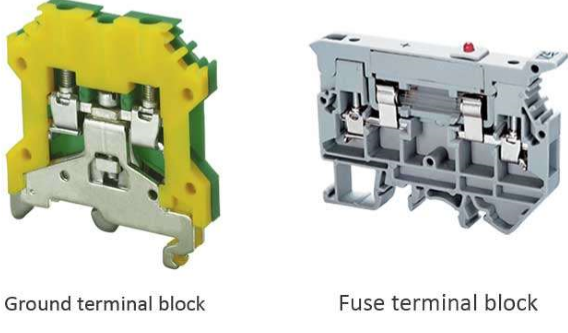 Ground terminal block
Fuse terminal block